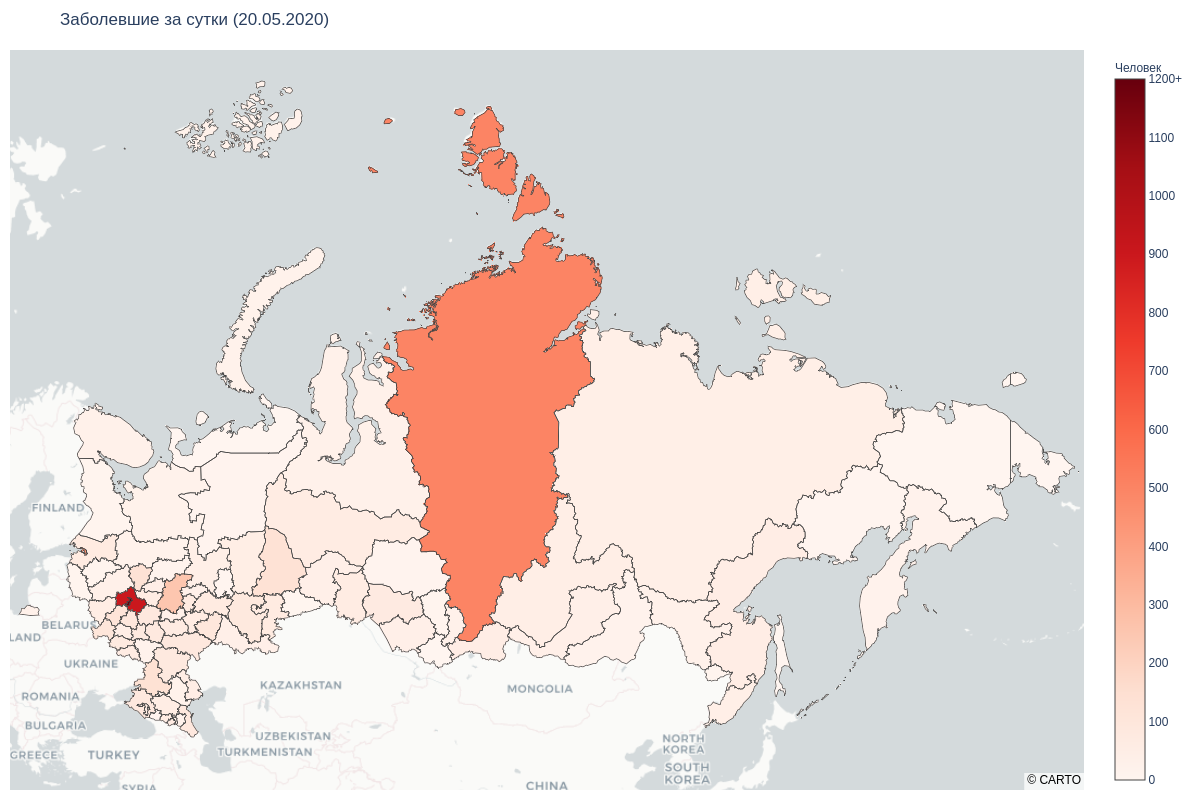 Заболевшие за сутки (20.05.2020)
Человек
1200+
1100
1000
900
800
700
600
500
400
300
200
100
0
FINLAND
BELARUS
LAND
UKRAINE
ROMANIA
BULGARIA
GREECE
TURKEY
SYRIA
KAZAKHSTAN
UZBEKISTAN
TURKMENISTAN
MONGOLIA
CHINA
NORTH
KOREA
SOUTH
KOREA
© CARTO